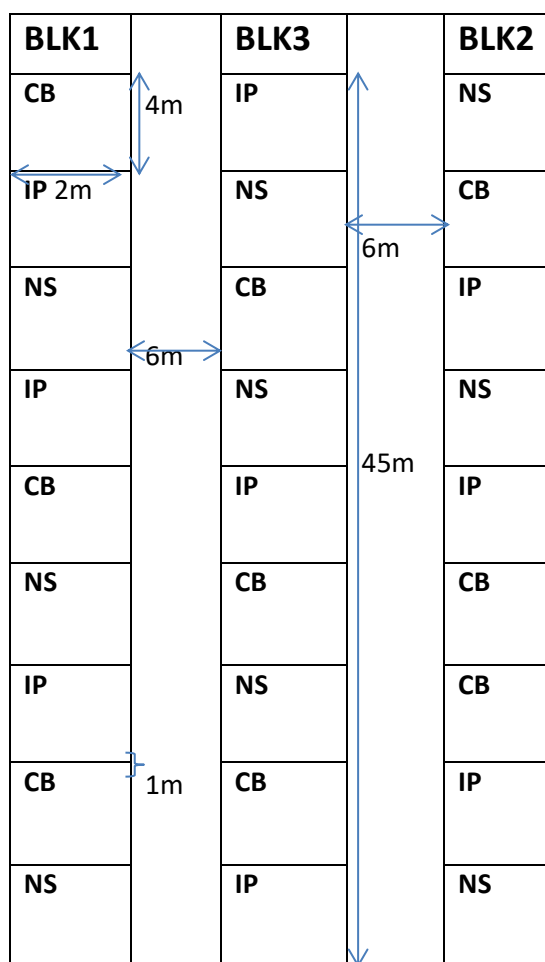 BLK1 BLK3 BLK2
CB 4m IP NS
IP 2m NS 6m CB
NS 6m CB IP
IP NS NS
CB IP 45m IP
NS CB CB
IP NS CB
CB 1m CB IP
NS IP NS